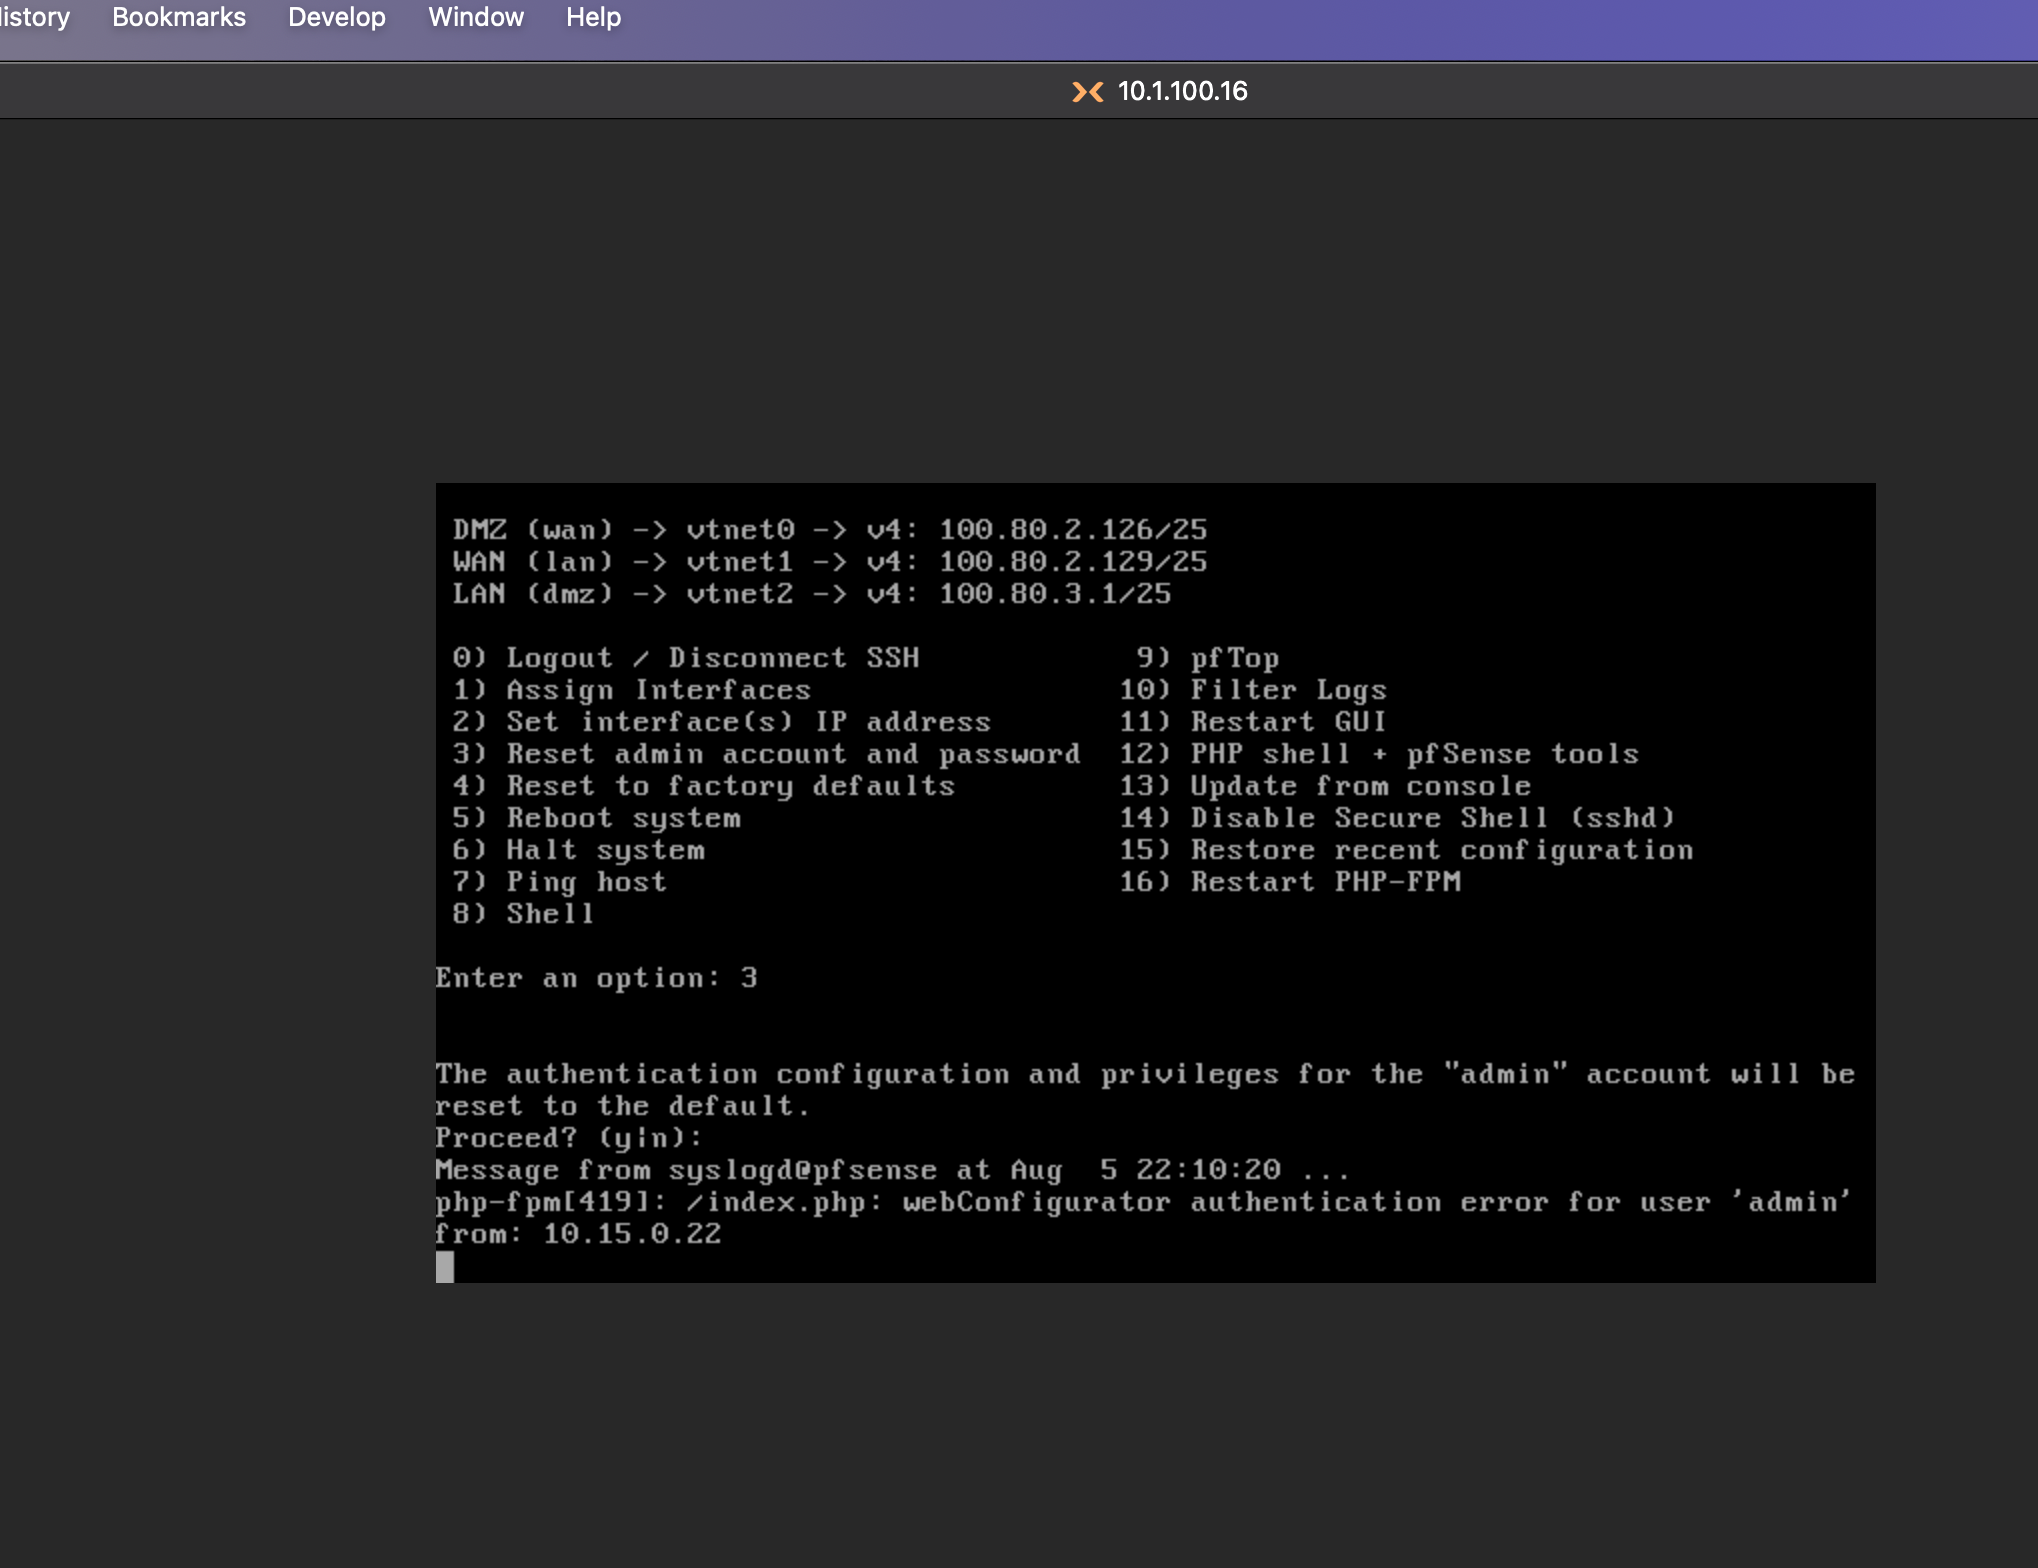 Bookmarks Develop Window Help
10.1.100.16
DMZ (wan) -> vtnet0 -> v4: 100.80.2.126/25
WAN (lan) -> vtnet1 -> v4: 100.80.2.129/25
LAN (dmz) -> vtnet2 -> v4: 100.80.3.1/25
0) Logout / Disconnect SSH 9) pfTop
1) Assign Interfaces 10) Filter Logs
2) Set interface(s) IP address 11) Restart GUI
3) Reset admin account and password 12) PHP shell + pfSense tools
4) Reset to factory defaults 13) Update from console
5) Reboot system 14) Disable Secure Shell (sshd)
6) Halt system 15) Restore recent configuration
7) Ping host 16) Restart PHP-FPM
8) Shell
Enter an option: 3
The authentication configuration and privileges for the "admin" account will be
reset to the default.
Proceed? (y|n):
Message from syslogd@pfsense at Aug  5 22:10:20 ...
php-fpm[419]: /index.php: webConfigurator authentication error for user 'admin'
from: 10.15.0.22